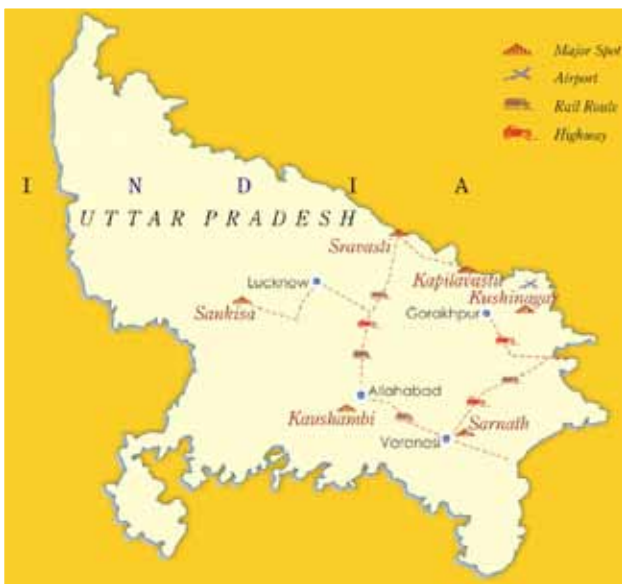 Major Spot
Airport
Rail Route
Highway
I N D I A
UTTAR PRADESH
Sravasti
Kapilavastu
Kushinagar
Lucknow
Sankisa
Gorakhpur
Allahabad
Kaushambi
Sarnath
Varanasi